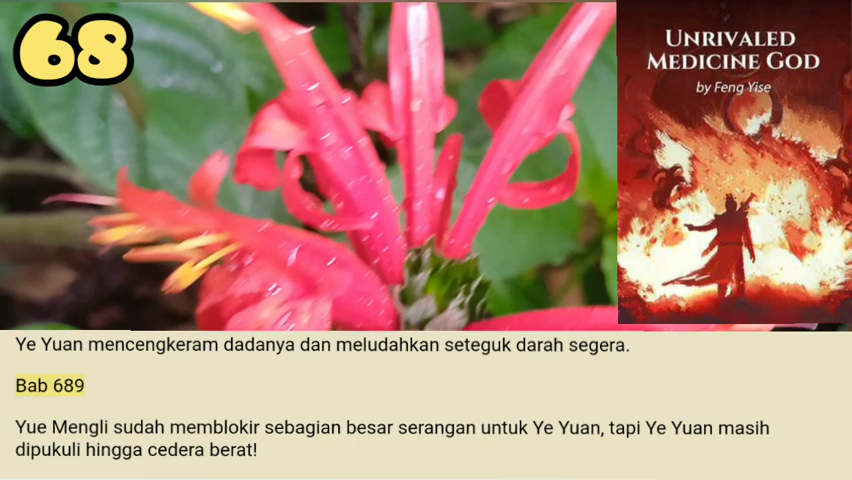 68
UNRIVALED
MEDICINE GOD
by Feng Yise
Ye Yuan mencengkeram dadanya dan meludahkan seteguk darah segera.
Bab 689
Yue Mengli sudah memblokir sebagian besar serangan untuk Ye Yuan, tapi Ye Yuan masih
dipukuli hingga cedera berat!